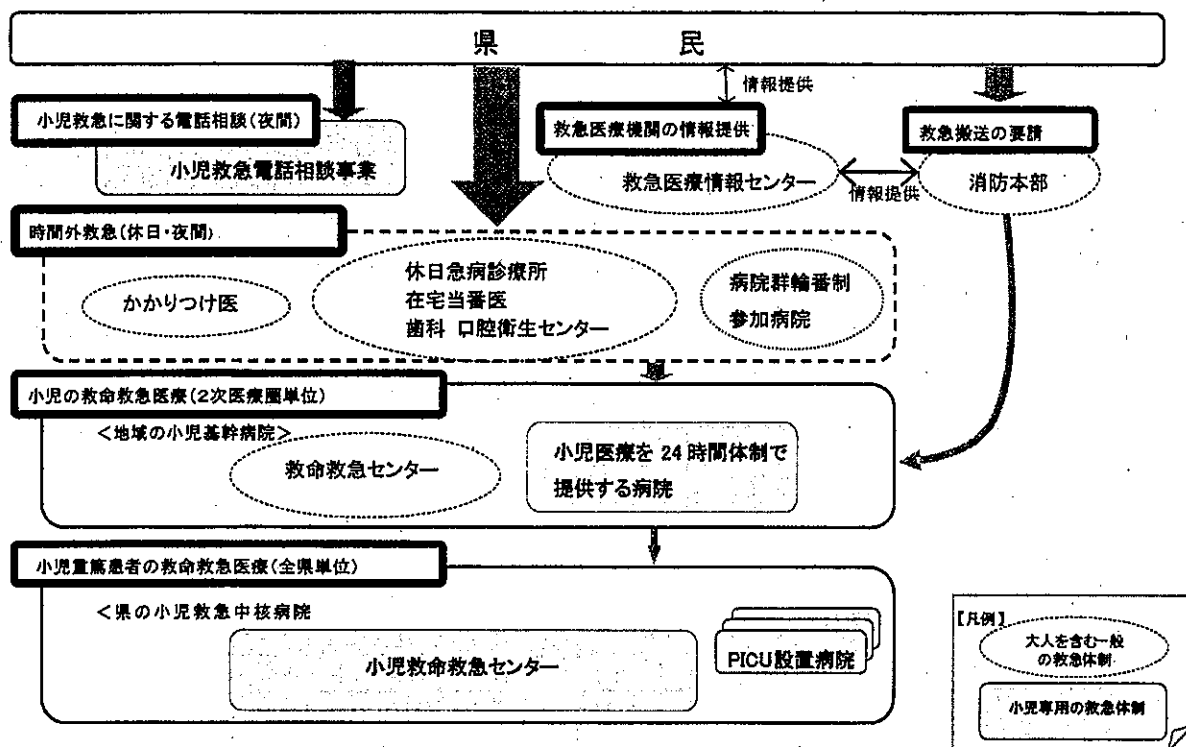 県 民
情報提供
小児救急に関する電話相談(夜間)
小児救急電話相談事業
救急医療機関の情報提供
救急医療情報センター
情報提供
救急搬送の要請
消防本部
時間外救急(休日・夜間)
かかりつけ医
休日急病診療所
在宅当番医
歯科 口腔衛生センター
病院群輪番制
参加病院
小児の救命救急医療(2次医療圏単位)
<地域の小児基幹病院>
救命救急センター
小児医療を 24 時間体制で
提供する病院
小児重篤患者の救命救急医療(全県単位)
<県の小児救急中核病院
小児救命救急センター
PICU設置病院
【凡例】
大人を含む一般
の救急体制
小児専用の救急体制